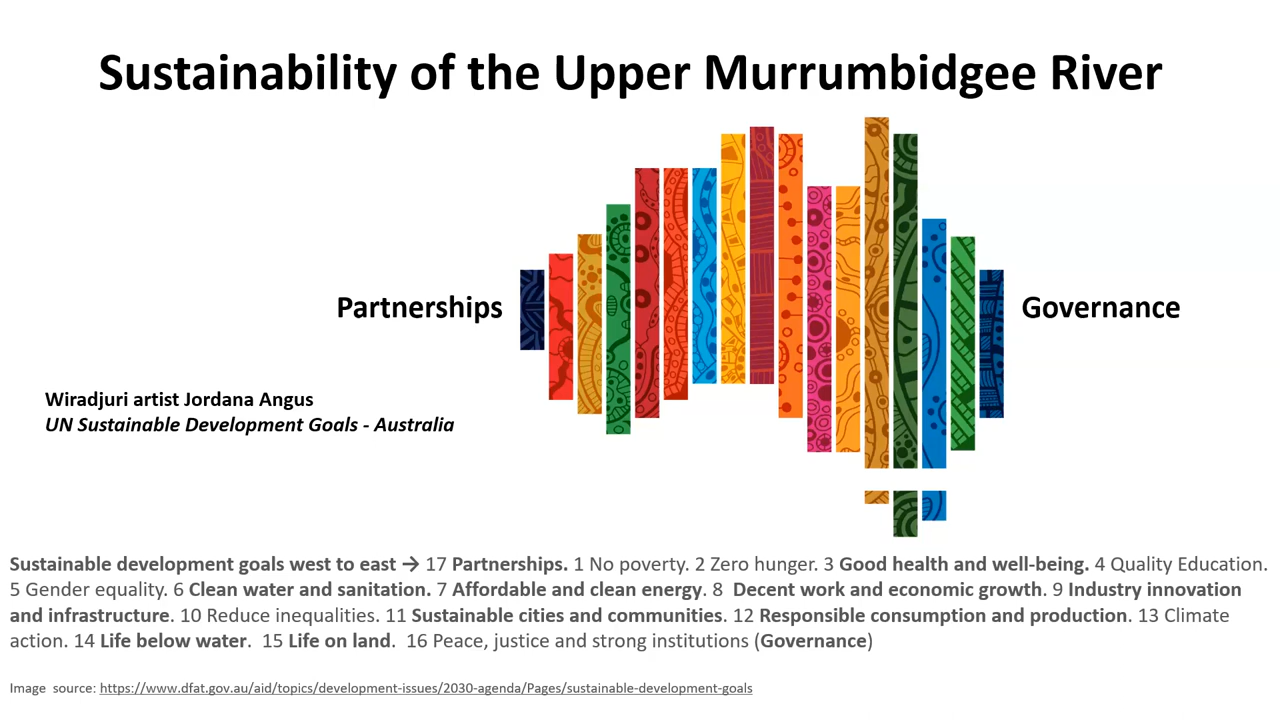 Sustainability of the Upper Murrumbidgee River
Partnerships
Governance
Wiradjuri artist Jordana Angus
UN Sustainable Development Goals - Australia
Sustainable development goals west to east → 17 Partnerships. 1 No poverty. 2 Zero hunger. 3 Good health and well-being. 4 Quality Education.
5 Gender equality. 6 Clean water and sanitation. 7 Affordable and clean energy. 8  Decent work and economic growth. 9 Industry innovation
and infrastructure. 10 Reduce inequalities. 11 Sustainable cities and communities. 12 Responsible consumption and production. 13 Climate
action. 14 Life below water.  15 Life on land.  16 Peace, justice and strong institutions (Governance)
Image  source: https://www.dfat.gov.au/aid/topics/development-issues/2030-agenda/Pages/sustainable-development-goals